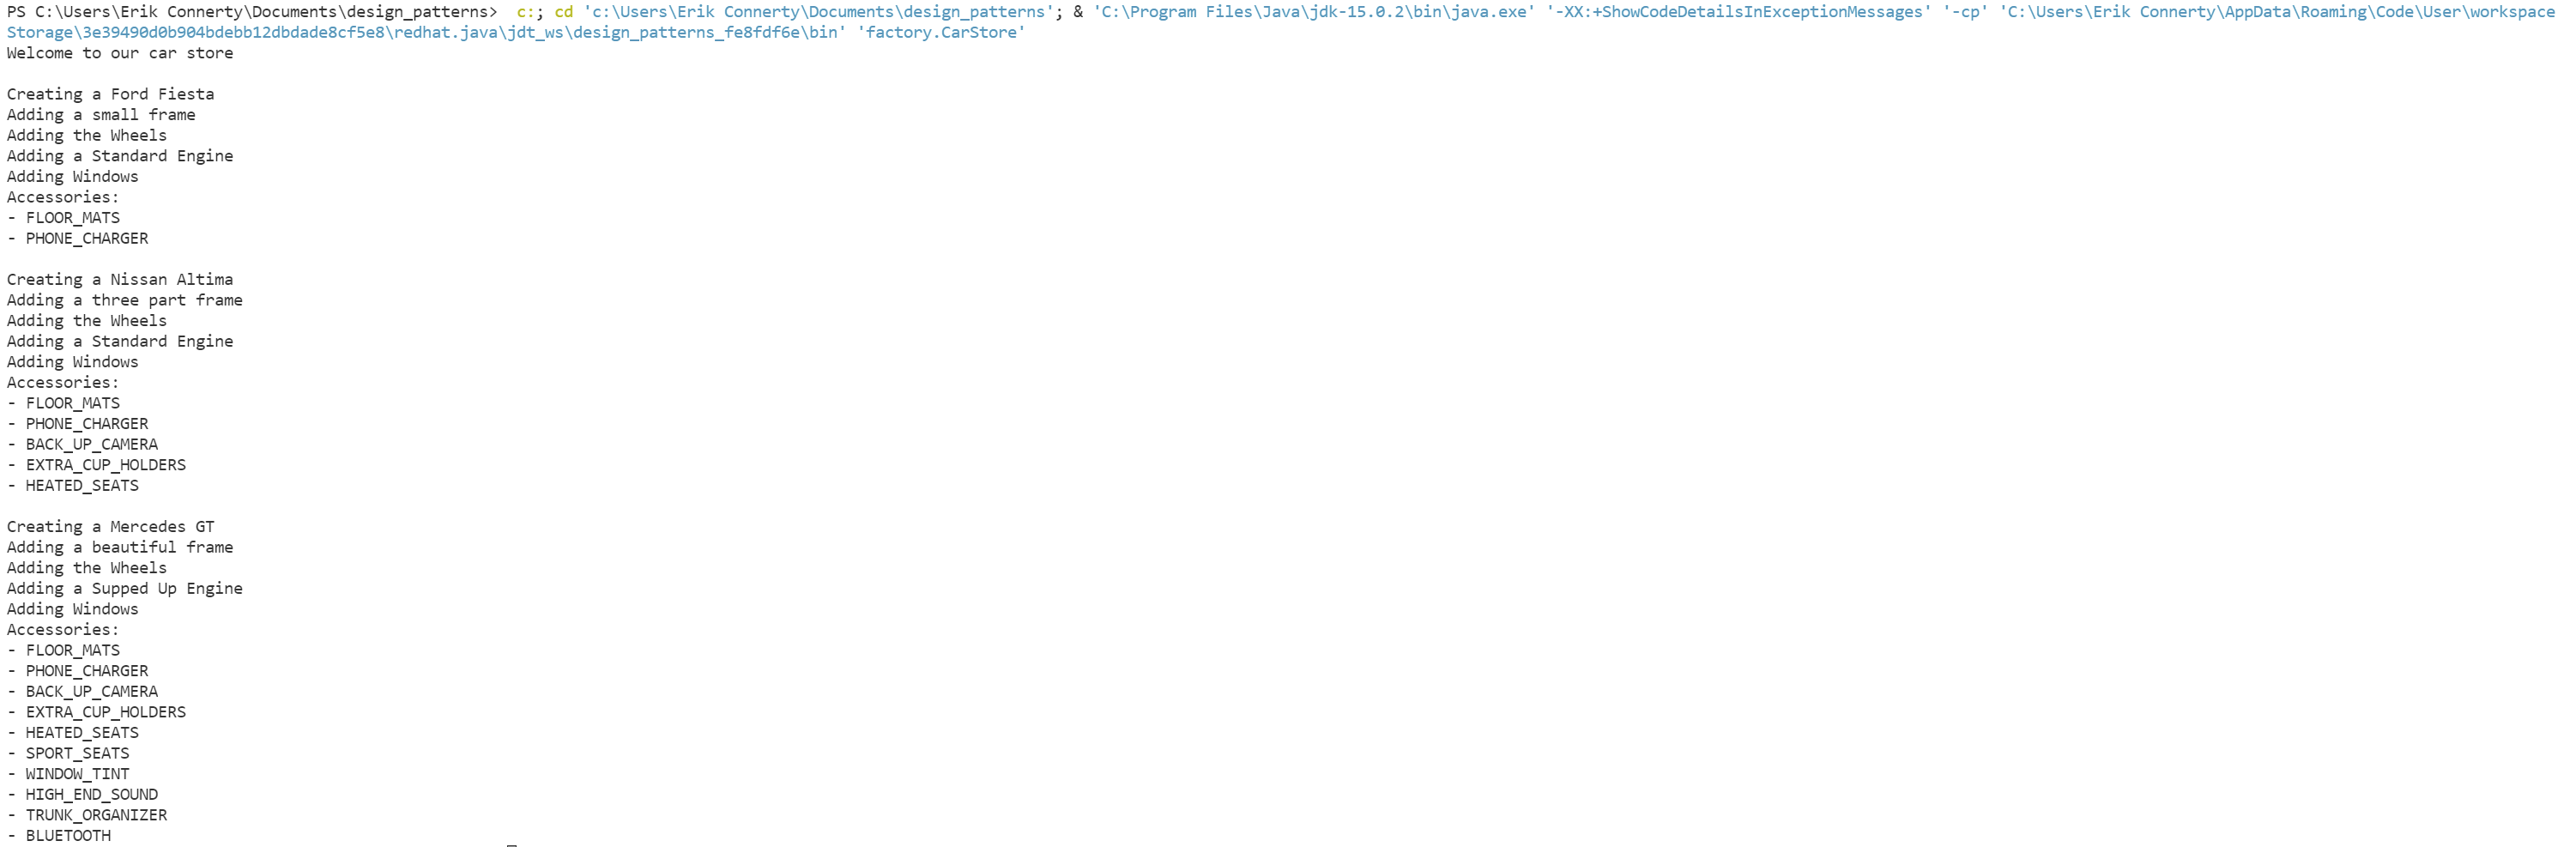 PS C:\Users\Erik Connerty\Documents\design_patterns>  c:; cd 'c:\Users\Erik Connerty\Documents\design_patterns'; & 'C:\Program Files\Java\jdk-15.0.2\bin\java.exe' '-XX:+ShowCodeDetailsInExceptionMessages' '-cp' 'C:\Users\Erik Connerty\AppData\Roaming\Code\User\workspace
Storage\3e39490d0b904bdebb12dbdade8cf5e8\redhat.java\jdt_ws\design_patterns_fe8fdf6e\bin' 'factory.CarStore'
Welcome to our car store

Creating a Ford Fiesta
Adding a small frame
Adding the Wheels
Adding a Standard Engine
Adding Windows
Accessories:
- FLOOR_MATS
- PHONE_CHARGER

Creating a Nissan Altima
Adding a three part frame
Adding the Wheels
Adding a Standard Engine
Adding Windows
Accessories:
- FLOOR_MATS
- PHONE_CHARGER
- BACK_UP_CAMERA
- EXTRA_CUP_HOLDERS
- HEATED_SEATS

Creating a Mercedes GT
Adding a beautiful frame
Adding the Wheels
Adding a Supped Up Engine
Adding Windows
Accessories:
- FLOOR_MATS
- PHONE_CHARGER
- BACK_UP_CAMERA
- EXTRA_CUP_HOLDERS
- HEATED_SEATS
- SPORT_SEATS
- WINDOW_TINT
- HIGH_END_SOUND
- TRUNK_ORGANIZER
- BLUETOOTH